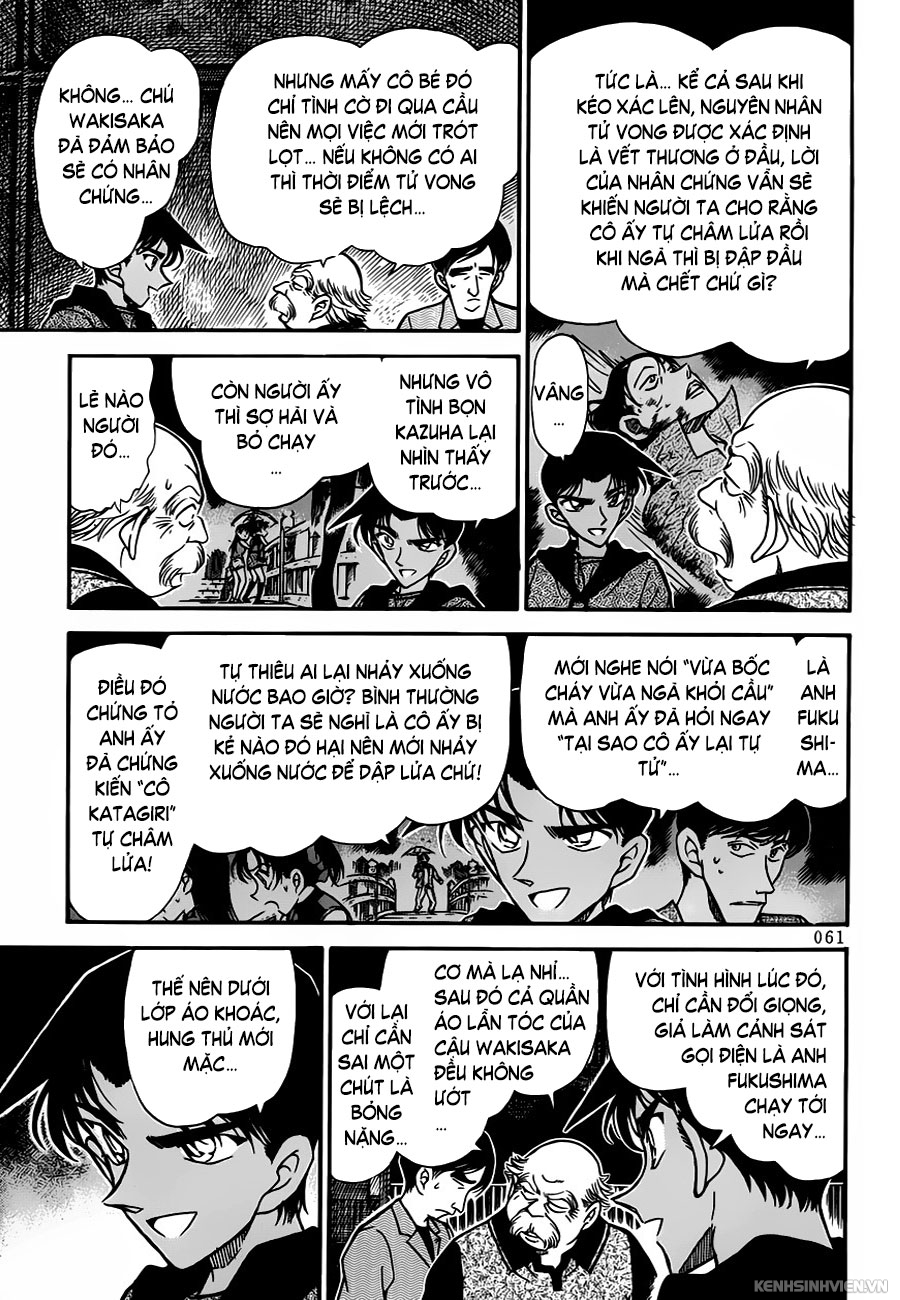 TỨC LÀ... KỂ CẢ SAU KHI
KÉO XÁC LÊN, NGUYÊN NHÂN
TỬ VONG ĐƯỢC XÁC ĐỊNH
LÀ VẾT THƯƠNG Ở ĐẦU, LỜI
CỦA NHÂN CHỨNG VẪN SẼ
KHIẾN NGƯỜI TA CHO RẰNG
CÔ ẤY TỰ CHÂM LỬA RỒI
KHI NGÃ THÌ BỊ ĐẬP ĐẦU
MÀ CHẾT CHỨ GÌ?
VÂNG
...
NHƯNG MẤY CÔ BÉ ĐÓ
CHỈ TÌNH CỜ ĐI QUA CẦU
NÊN MỌI VIỆC MỚI TRÓT
LỌT... NẾU KHÔNG CÓ AI
THÌ THỜI ĐIỂM TỬ VONG
SẼ BỊ LỆCH...
KHÔNG... CHÚ
WAKISAKA
ĐÃ ĐẢM BẢO
SẼ CÓ NHÂN
CHỨNG...
NHƯNG VÔ
TÌNH BỌN
KAZUHA LẠI
NHÌN THẤY
TRƯỚC...
CÒN NGƯỜI ẤY
THÌ SỢ HÃI VÀ
BỎ CHẠY
...
LẼ NÀO
NGƯỜI
ĐÓ...
LÀ
ANH
FUKU
SHI-
MA...
MỚI NGHE NÓI “VỪA BỐC
CHÁY VỪA NGÃ KHỎI CẦU”
MÀ ANH ẤY ĐÃ HỎI NGAY
“TẠI SAO CÔ ẤY LẠI TỰ
TỬ”...
TỰ THIÊU AI LẠI NHẢY XUỐNG
NƯỚC BAO GIỜ? BÌNH THƯỜNG
NGƯỜI TA SẼ NGHĨ LÀ CÔ ẤY BỊ
KẺ NÀO ĐÓ HẠI NÊN MỚI NHẢY
XUỐNG NƯỚC ĐỂ DẬP LỬA CHỨ!
ĐIỀU ĐÓ
CHỨNG TỎ
ANH ẤY
ĐÃ CHỨNG
KIẾN “CÔ
KATAGIRI”
TỰ CHÂM
LỬA!
061
VỚI TÌNH HÌNH LÚC ĐÓ,
CHỈ CẦN ĐỔI GIỌNG,
GIẢ LÀM CẢNH SÁT
GỌI ĐIỆN LÀ ANH
FUKUSHIMA
CHẠY TỚI
NGAY...
CƠ MÀ LẠ NHỈ...
SAU ĐÓ CẢ QUẦN
ÁO LẪN TÓC CỦA
CẬU WAKISAKA
ĐỀU KHÔNG
ƯỚT
...
VỚI LẠI
CHỈ CẦN
SAI MỘT
CHÚT LÀ
BỎNG
NẶNG...
THẾ NÊN DƯỚI
LỚP ÁO KHOÁC,
HUNG THỦ MỚI
MẶC...
KENHSINHVIEN.VN